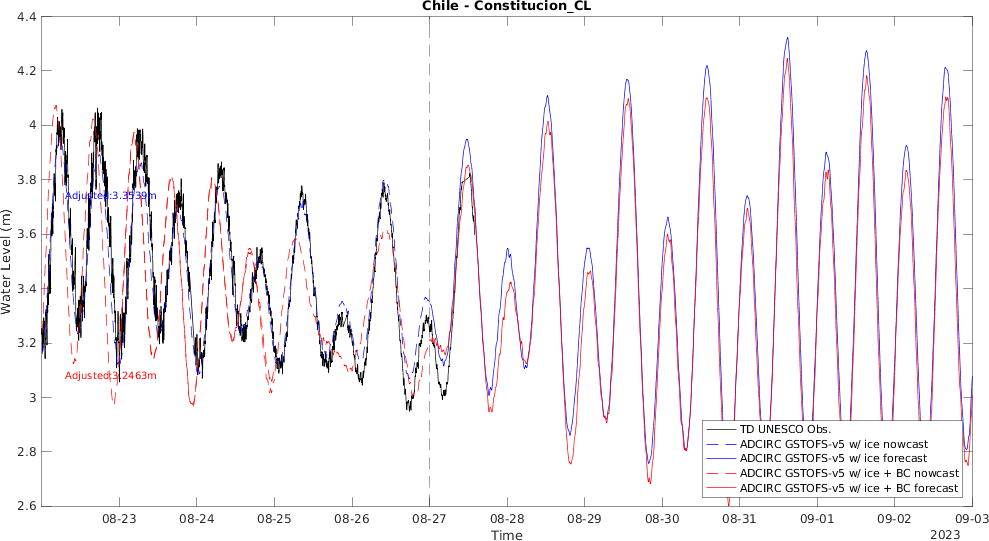 Chile - Constitucion_CL
4.4
4.2
4
3.8
3.6
3.4
3.2
3
2.8
2.6
Water Level (m)
Adjusted:3.3539m
Adjusted:3.2463m
TD UNESCO Obs.
ADCIRC GSTOFS-v5 w/ ice nowcast
ADCIRC GSTOFS-v5 w/ ice forecast
ADCIRC GSTOFS-v5 w/ ice + BC nowcast
ADCIRC GSTOFS-v5 w/ ice + BC forecast
08-23 08-24 08-25 08-26 08-27 08-28 08-29 08-30 08-31 09-01 09-02 09-03
Time
2023